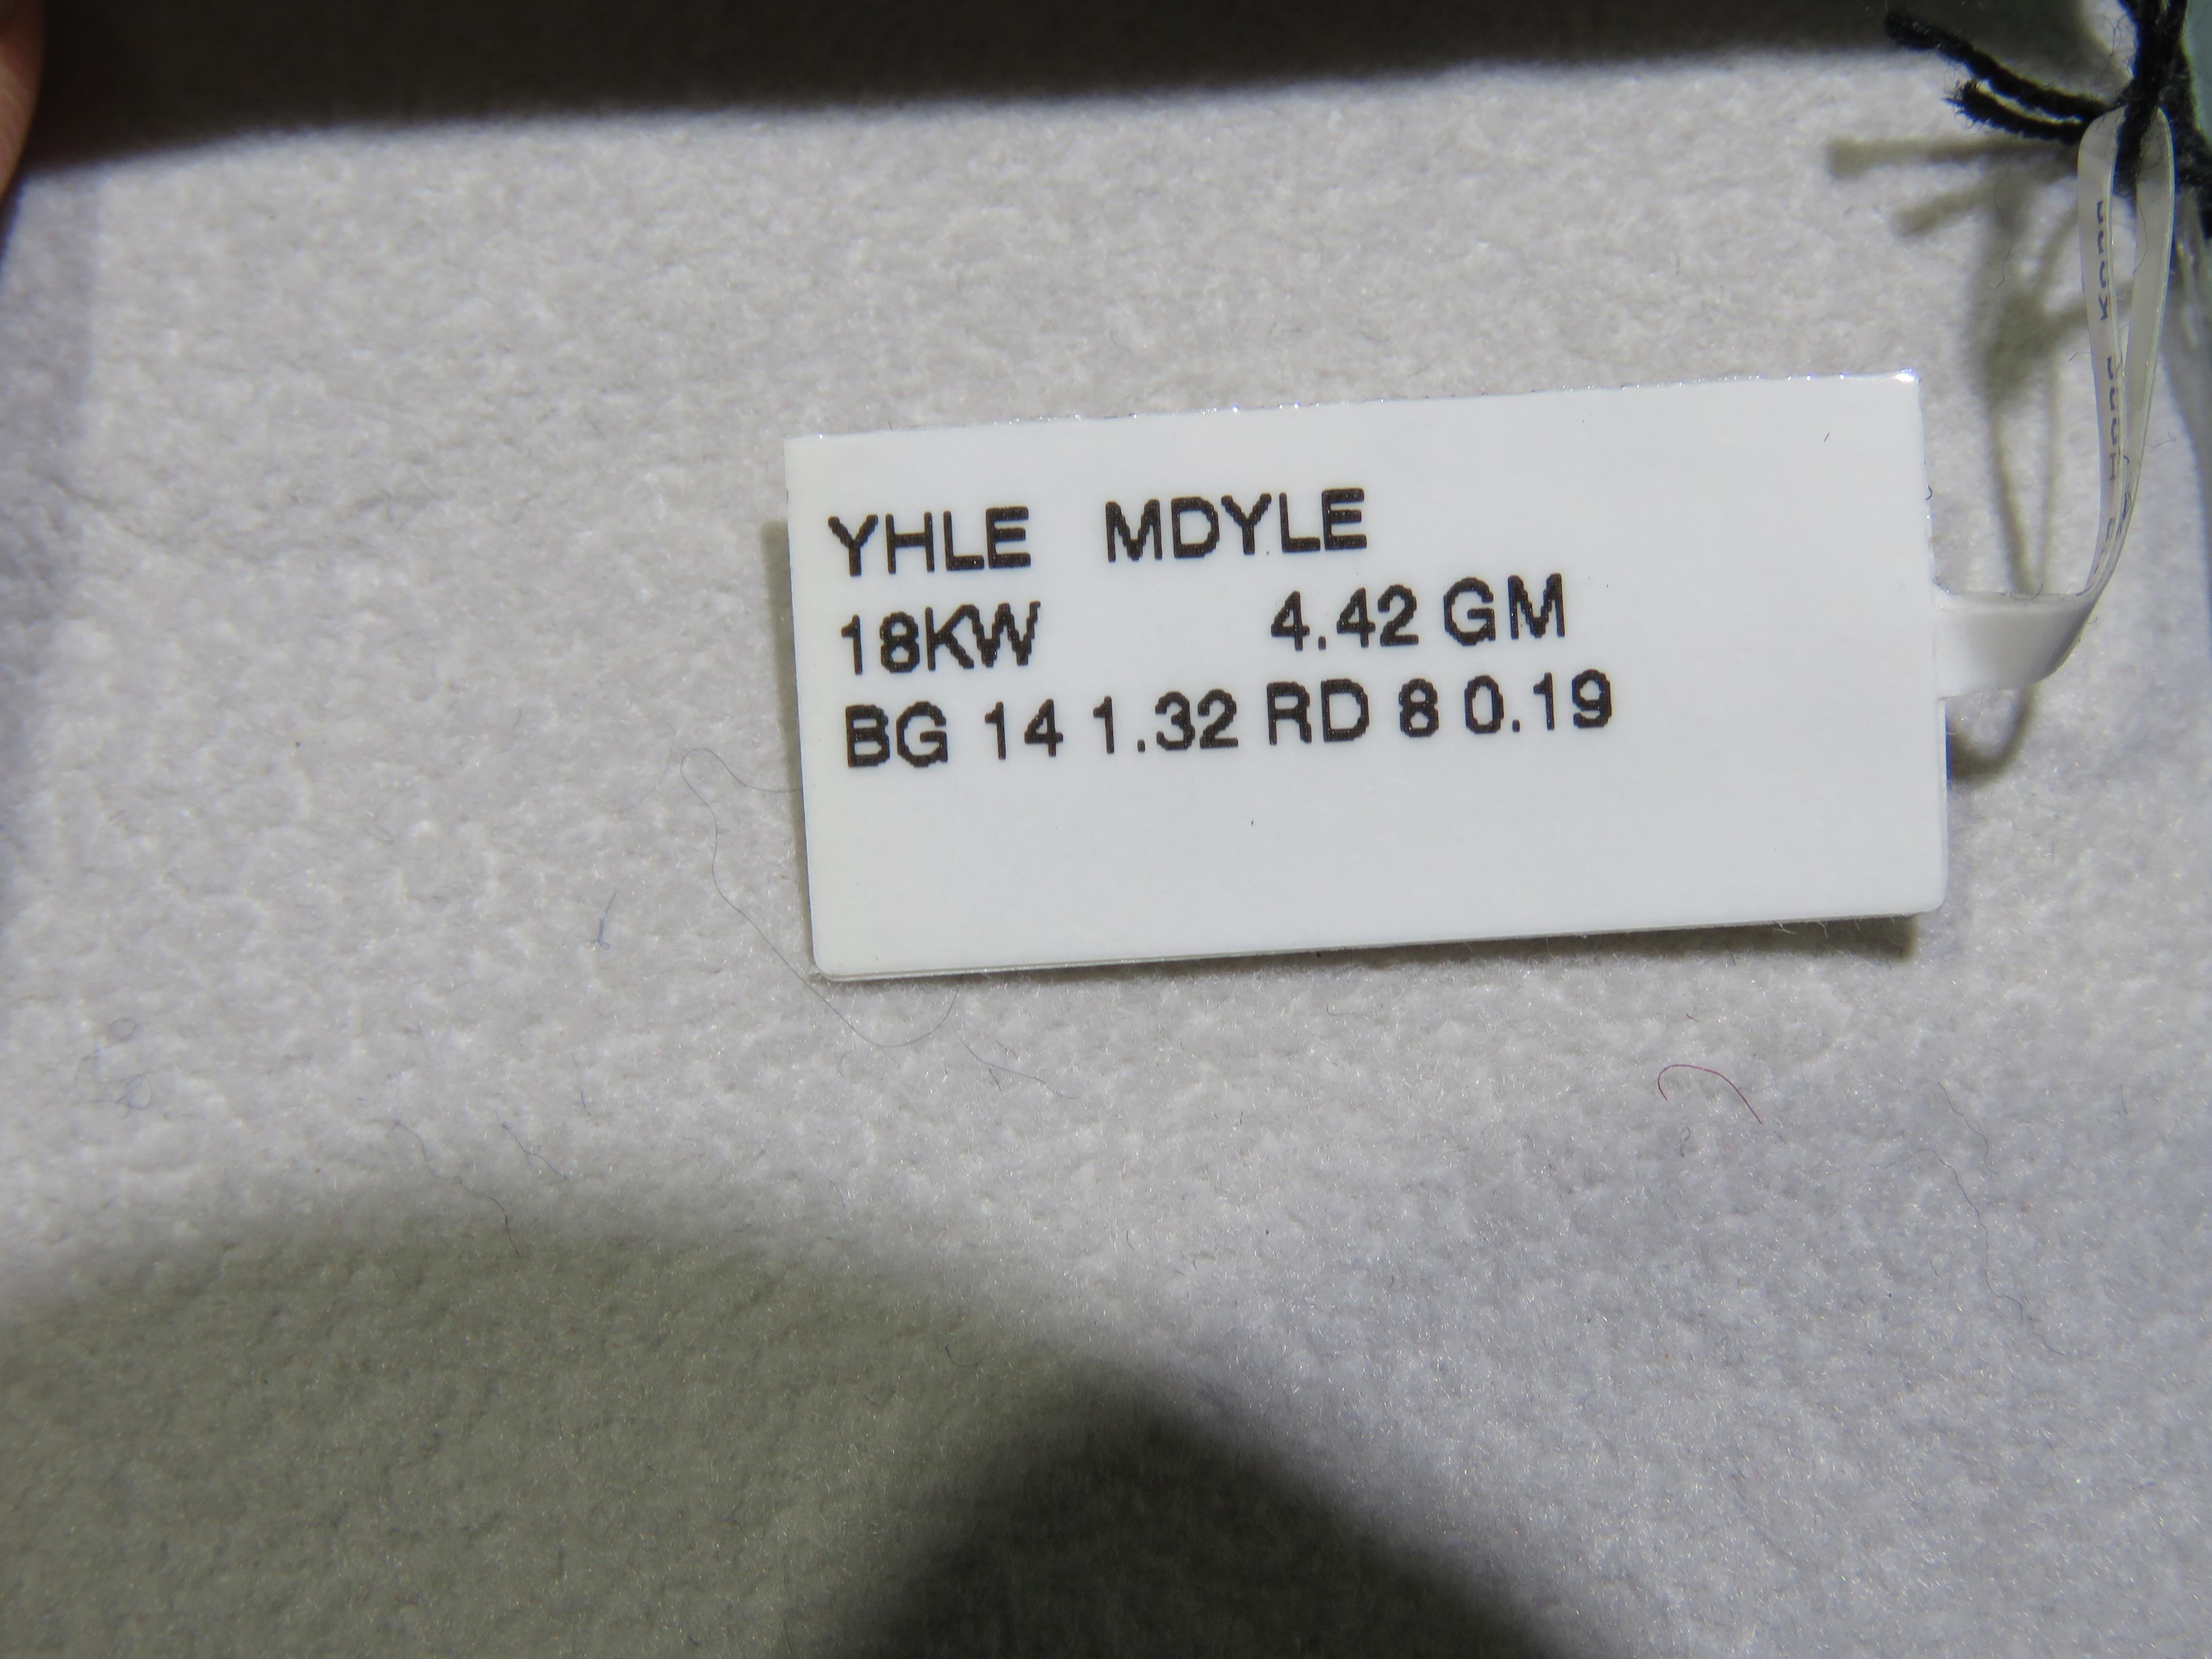 YHLE MDYLE
18KW 4.42 GM
BG 14 1.32 RD 8 0.19